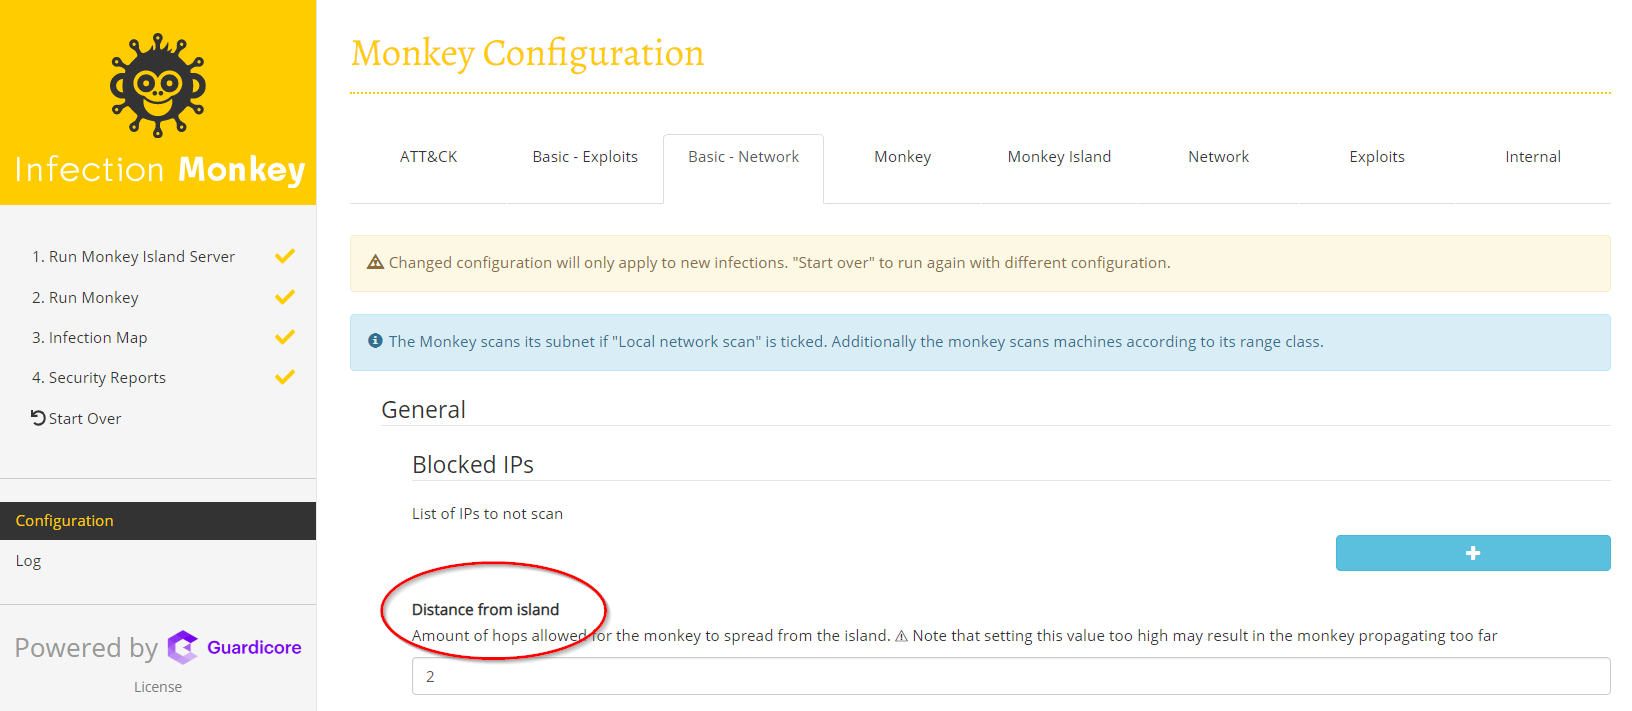 Infection Monkey
1. Run Monkey Island Server
2. Run Monkey
3. Infection Map
4. Security Reports
Start Over
Configuration
Log
Powered by Guardicore
License
Monkey Configuration
ATT&CK
Basic - Exploits
Basic - Network
Monkey
Monkey Island
Network
Exploits
Internal
Changed configuration will only apply to new infections. "Start over" to run again with different configuration.
The Monkey scans its subnet if "Local network scan" is ticked. Additionally the monkey scans machines according to its range class.
General
Blocked IPs
List of IPs to not scan
Distance from island
Amount of hops allowed for the monkey to spread from the island. ⚠ Note that setting this value too high may result in the monkey propagating too far
2